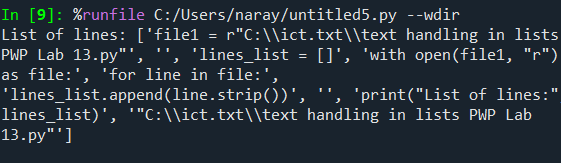 In [9]: %runfile C:/Users/naray/untitled5.py --wdir
List of lines: ['file1 = r"C:\\ict.txt\\text handling in lists
PWP Lab 13.py"', '', 'lines_list = []', 'with open(file1, "r")
as file:', 'for line in file:',
'lines_list.append(line.strip())', '', 'print("List of lines:"
lines_list)', '"C:\\ict.txt\\text handling in lists PWP Lab
13.py"']